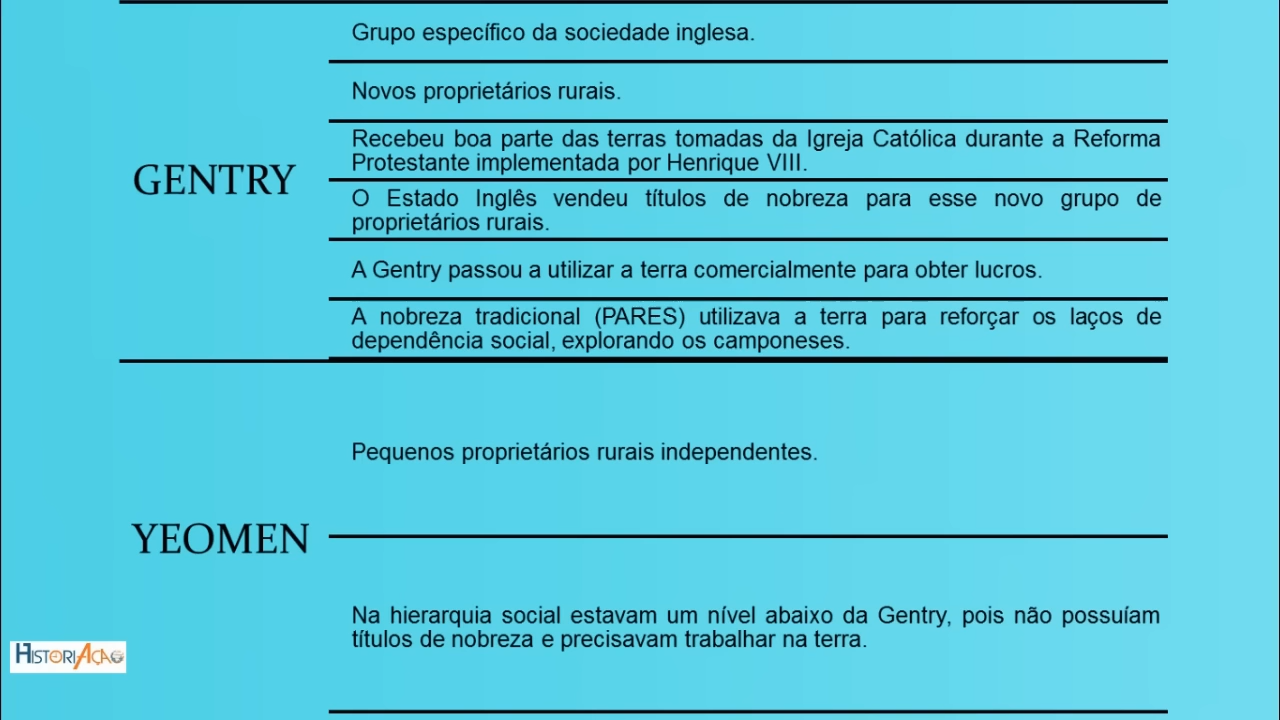 Grupo específico da sociedade inglesa.
Novos proprietários rurais.
Recebeu boa parte das terras tomadas da Igreja Católica durante a Reforma
Protestante implementada por Henrique VIII.
GENTRY
O Estado Inglês vendeu títulos de nobreza para esse novo grupo de
proprietários rurais.
A Gentry passou a utilizar a terra comercialmente para obter lucros.
A nobreza tradicional (PARES) utilizava a terra para reforçar os laços de
dependência social, explorando os camponeses.
Pequenos proprietários rurais independentes.
YEOMEN
Na hierarquia social estavam um nível abaixo da Gentry, pois não possuíam
títulos de nobreza e precisavam trabalhar na terra.
HISTORIAÇÃO